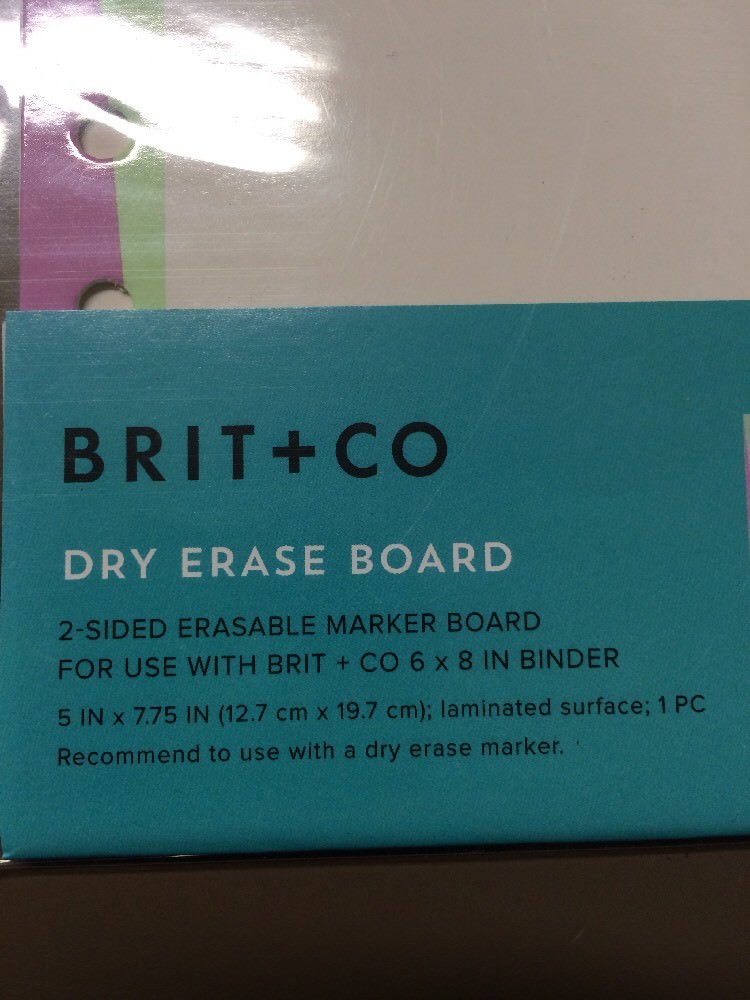 BRIT+CO
DRY ERASE BOARD
2-SIDED ERASABLE MARKER BOARD
FOR USE WITH BRIT + CO 6 x 8 IN BINDER
5 IN x 7.75 IN (12.7 cm x 19.7 cm); laminated surface; 1 PC
Recommend to use with a dry erase marker.